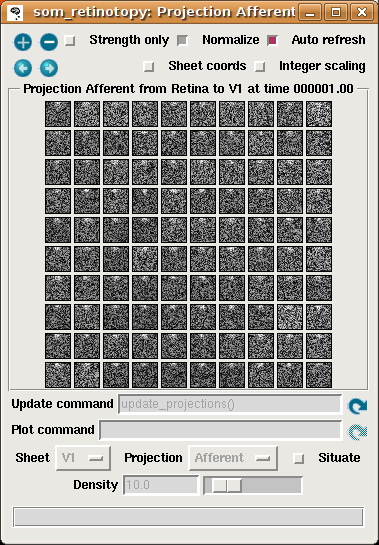 som_retinotopy: Projection Afferent
Strength only Normalize Auto refresh
Sheet coords Integer scaling
Projection Afferent from Retina to V1 at time 000001.00
Update command update_projections()
Plot command
Sheet V1 Projection Afferent Situate
Density 10.0